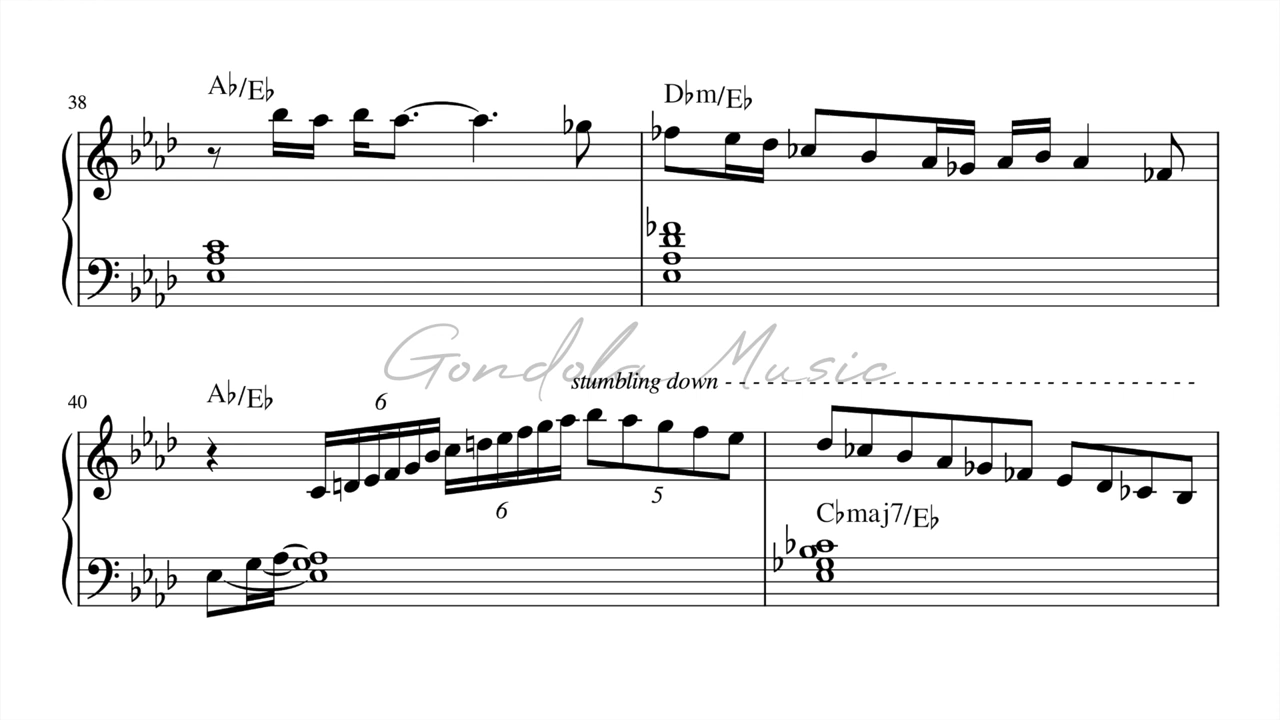 38
A♭/E♭
D♭m/E♭
Gondola Music
stumbling down
40
A♭/E♭
6
6
5
C♭maj7/E♭